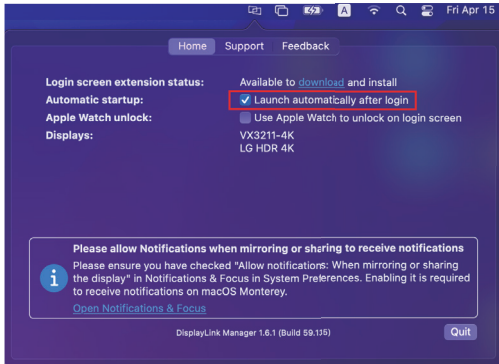 A Fri Apr 15
Home Support Feedback
Login screen extension status: Available to download and install
Automatic startup: Launch automatically after login
Apple Watch unlock: Use Apple Watch to unlock on login screen
Displays: VX3211-4K
LG HDR 4K
Please allow Notifications when mirroring or sharing to receive notifications
Please ensure you have checked "Allow notifications: When mirroring or sharing
the display" in Notifications & Focus in System Preferences. Enabling it is required
to receive notifications on macOS Monterey.
Open Notifications & Focus
DisplayLink Manager 1.6.1 (Build 59.135)
Quit